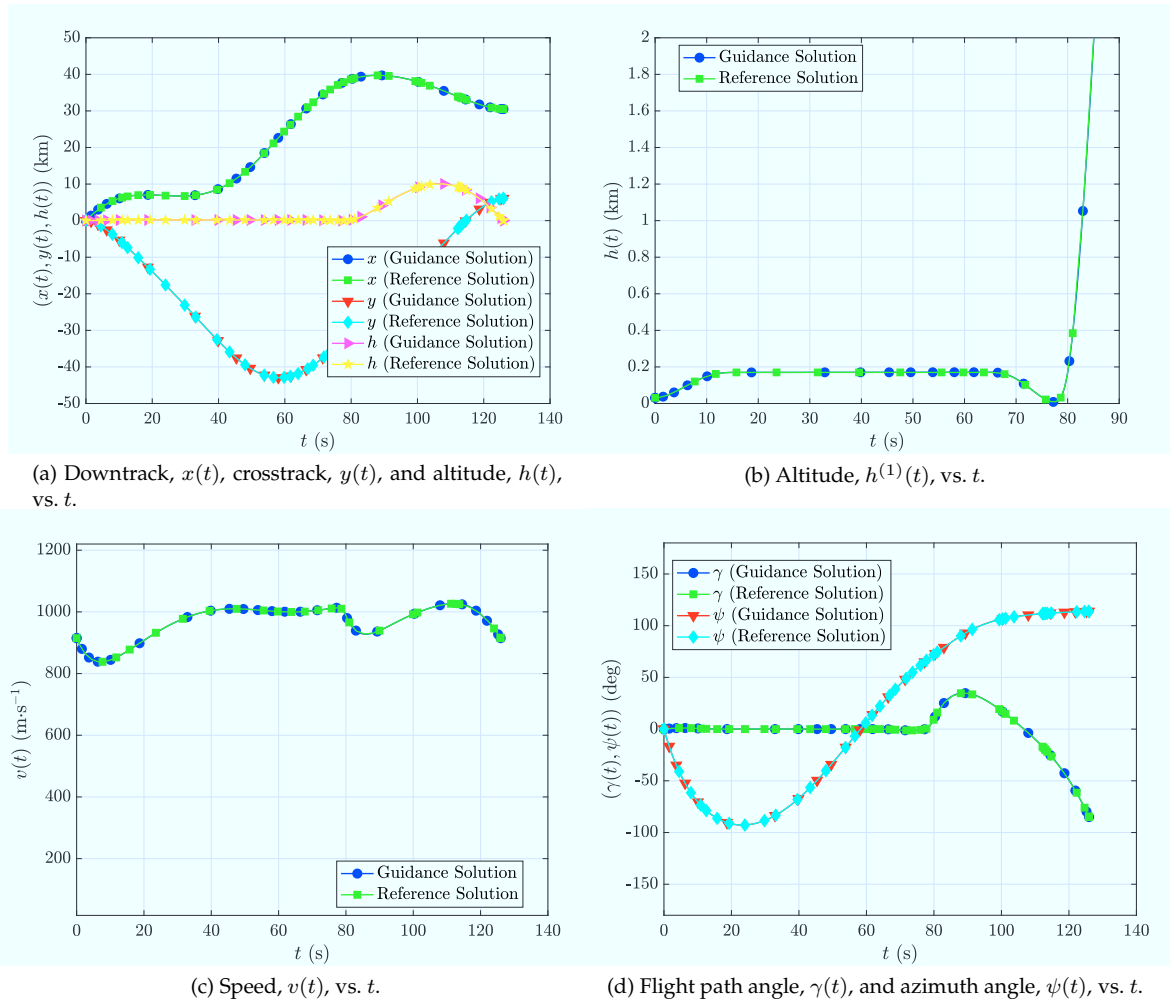 50
40
30
20
10
0
-10
-20
-30
-40
-50
(x(t), y(t), h(t)) (km)
x (Guidance Solution)
x (Reference Solution)
y (Guidance Solution)
y (Reference Solution)
h (Guidance Solution)
h (Reference Solution)
0 20 40 60 80 100 120 140
t (s)
(a) Downtrack, x(t), crosstrack, y(t), and altitude, h(t),
vs. t.
2
1.8
1.6
1.4
1.2
1
0.8
0.6
0.4
0.2
0
h(t) (km)
Guidance Solution
Reference Solution
0 10 20 30 40 50 60 70 80 90
t (s)
(b) Altitude, h⁽¹⁾(t), vs. t.
1200
1000
800
600
400
200
v(t) (m·s⁻¹)
Guidance Solution
Reference Solution
0 20 40 60 80 100 120 140
t (s)
(c) Speed, v(t), vs. t.
150
100
50
0
-50
-100
-150
(γ(t), ψ(t)) (deg)
γ (Guidance Solution)
γ (Reference Solution)
ψ (Guidance Solution)
ψ (Reference Solution)
0 20 40 60 80 100 120 140
t (s)
(d) Flight path angle, γ(t), and azimuth angle, ψ(t), vs. t.